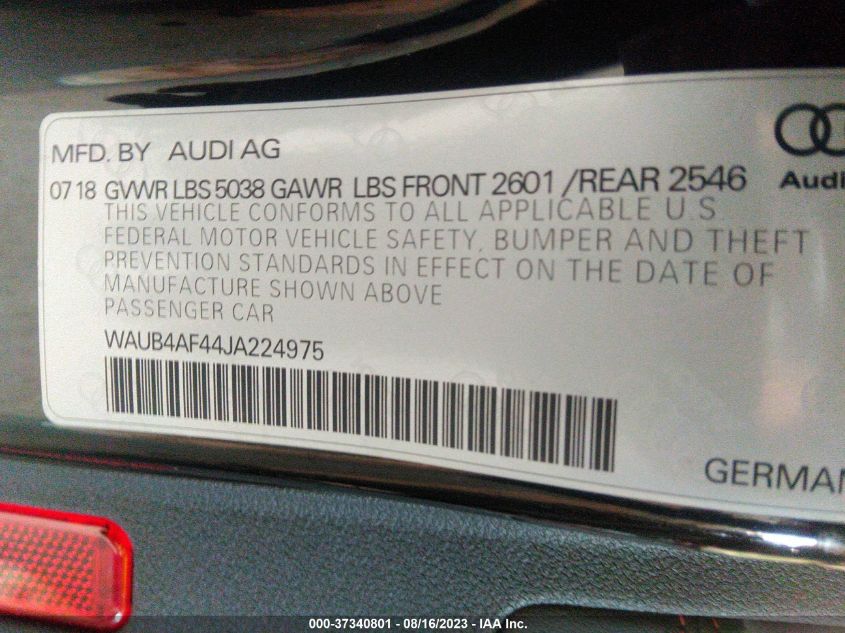 MFD. BY AUDI AG
Audi
07 18 GVWR LBS 5038 GAWR LBS FRONT 2601 /REAR 2546
THIS VEHICLE CONFORMS TO ALL APPLICABLE U.S.
FEDERAL MOTOR VEHICLE SAFETY, BUMPER AND THEFT
PREVENTION STANDARDS IN EFFECT ON THE DATE OF
MANUFACTURE SHOWN ABOVE
PASSENGER CAR
WAUB4AF44JA224975
GERMAN
000-37340801 - 08/16/2023 - IAA Inc.